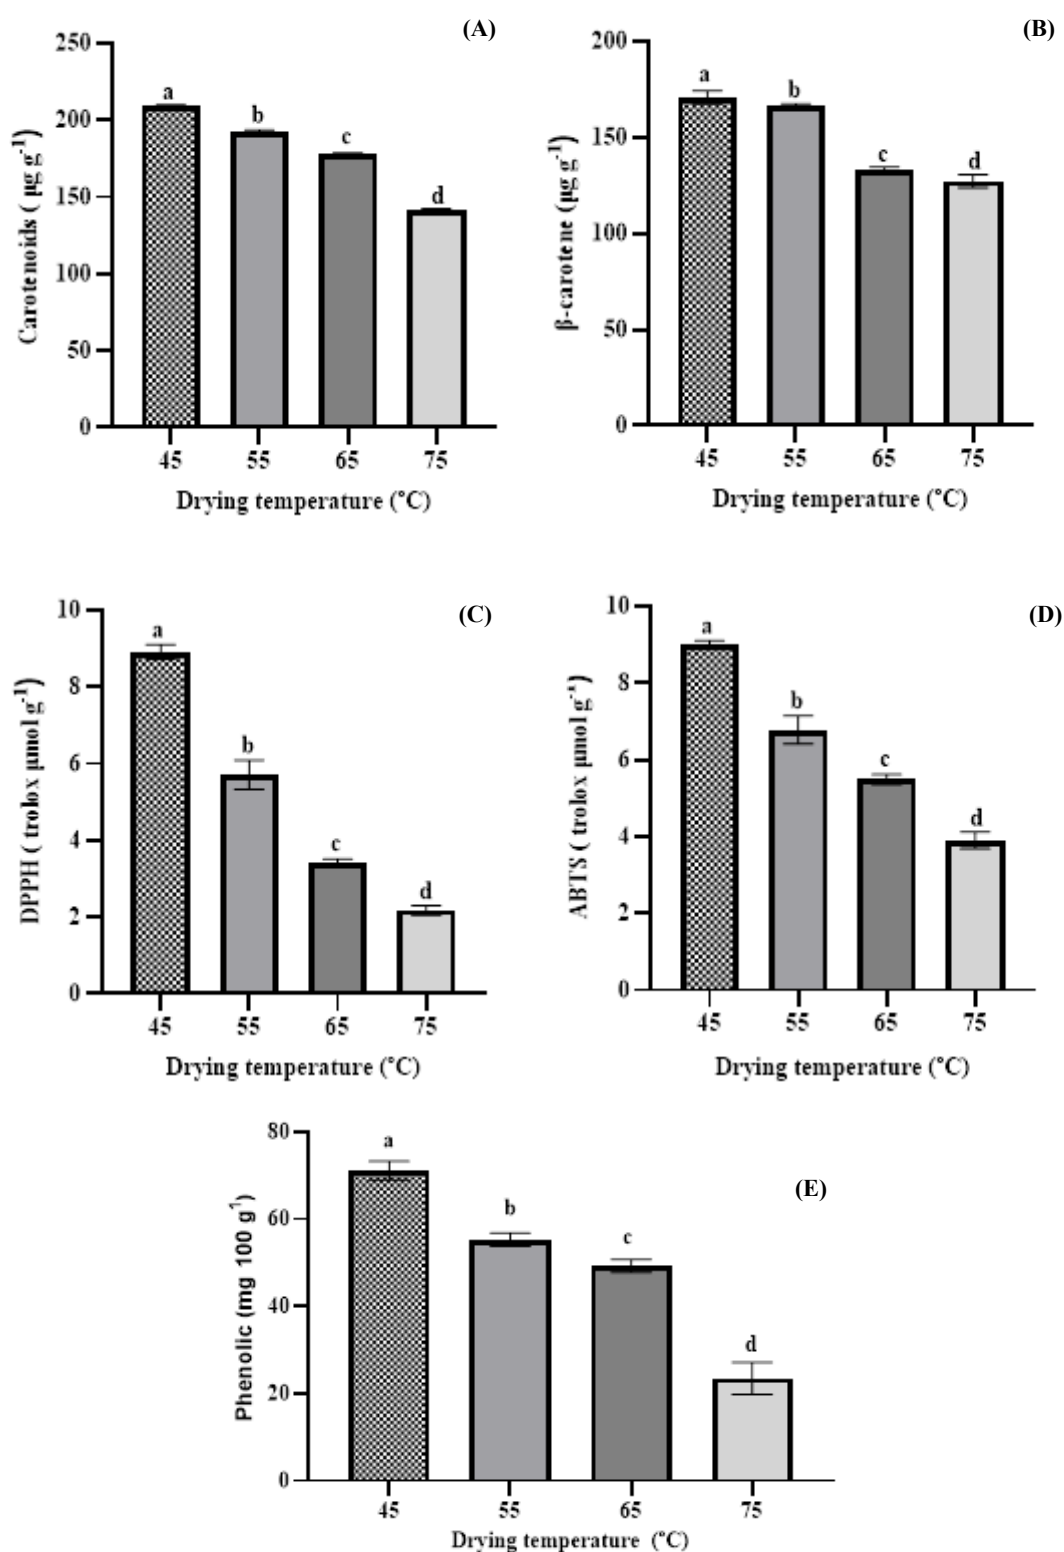 (A)
250
200
150
100
50
0
Carotenoids ( µg g⁻¹)
a
b
c
d
45 55 65 75
Drying temperature (°C)
(B)
200
150
100
50
0
β-carotene (µg g⁻¹)
a
b
c
d
45 55 65 75
Drying temperature (°C)
(C)
10
8
6
4
2
0
DPPH ( trolox µmol g⁻¹)
a
b
c
d
45 55 65 75
Drying temperature (°C)
(D)
10
8
6
4
2
0
ABTS ( trolox µmol g⁻¹)
a
b
c
d
45 55 65 75
Drying temperature (°C)
(E)
80
60
40
20
0
Phenolic (mg 100 g¹)
a
b
c
d
45 55 65 75
Drying temperature (°C)